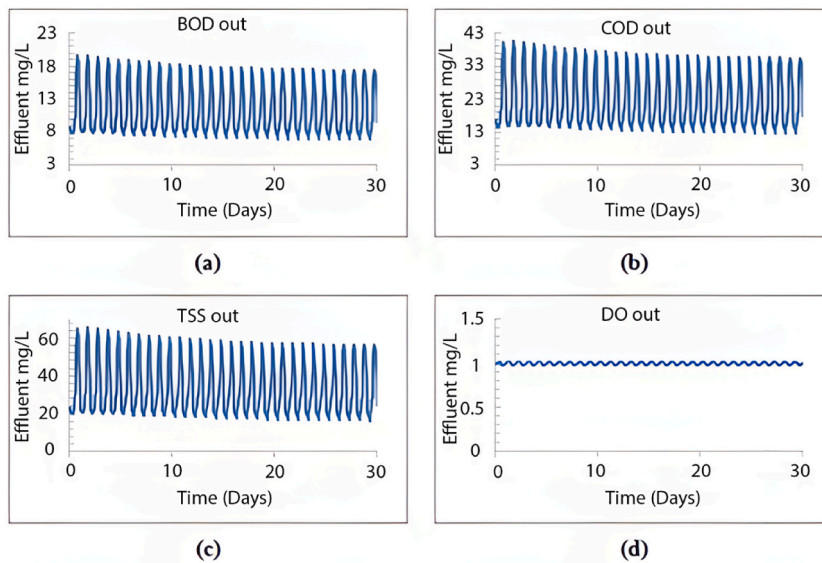 BOD out
Effluent mg/L
23
18
13
8
3
0 10 20 30
Time (Days)
(a)
COD out
Effluent mg/L
43
33
23
13
3
0 10 20 30
Time (Days)
(b)
TSS out
Effluent mg/L
60
40
20
0
0 10 20 30
Time (Days)
(c)
DO out
Effluent mg/L
1.5
1
0.5
0
0 10 20 30
Time (Days)
(d)